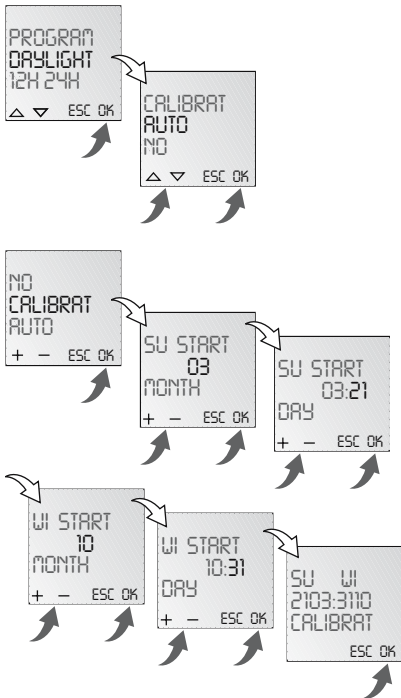 PROGRAM
DAYLIGHT
12H 24H
△ ▽ ESC OK
CALIBRAT
AUTO
NO
△ ▽ ESC OK
NO
CALIBRAT
AUTO
+ − ESC OK
SU START
03
MONTH
+ − ESC OK
SU START
03:21
DAY
+ − ESC OK
WI START
10
MONTH
+ − ESC OK
WI START
10:31
DAY
+ − ESC OK
SU WI
2103:3110
CALIBRAT
ESC OK